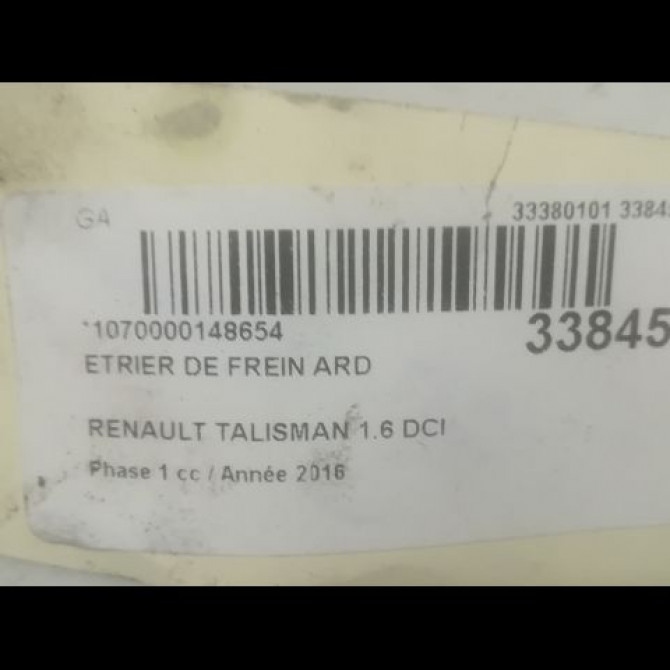 GA
33380101 3384
*1070000148654
33845
ETRIER DE FREIN ARD
RENAULT TALISMAN 1.6 DCI
Phase 1 cc / Année 2016